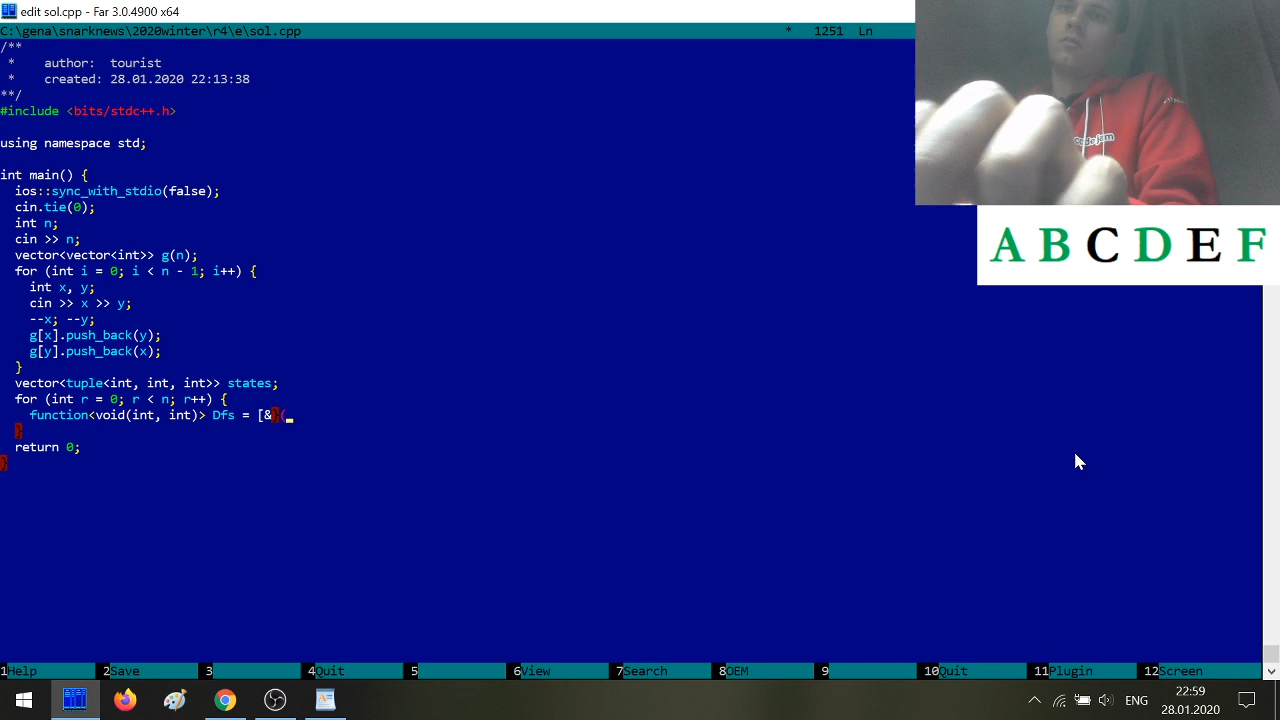 edit sol.cpp - Far 3.0.4900 x64
C:\gena\snarknews\2020winter\r4\e\sol.cpp * 1251 Ln
/**
 *    author:  tourist
 *    created: 28.01.2020 22:13:38
**/
#include <bits/stdc++.h>
using namespace std;
int main() {
  ios::sync_with_stdio(false);
  cin.tie(0);
  int n;
  cin >> n;
  vector<vector<int>> g(n);
  for (int i = 0; i < n - 1; i++) {
    int x, y;
    cin >> x >> y;
    --x; --y;
    g[x].push_back(y);
    g[y].push_back(x);
  }
  vector<tuple<int, int, int>> states;
  for (int r = 0; r < n; r++) {
    function<void(int, int)> Dfs = [&}(
  }
  return 0;
}
code jam
A B C D E F
1Help 2Save 3 4Quit 5 6View 7Search 8OEM 9 10Quit 11Plugin 12Screen
ENG
22:59
28.01.2020